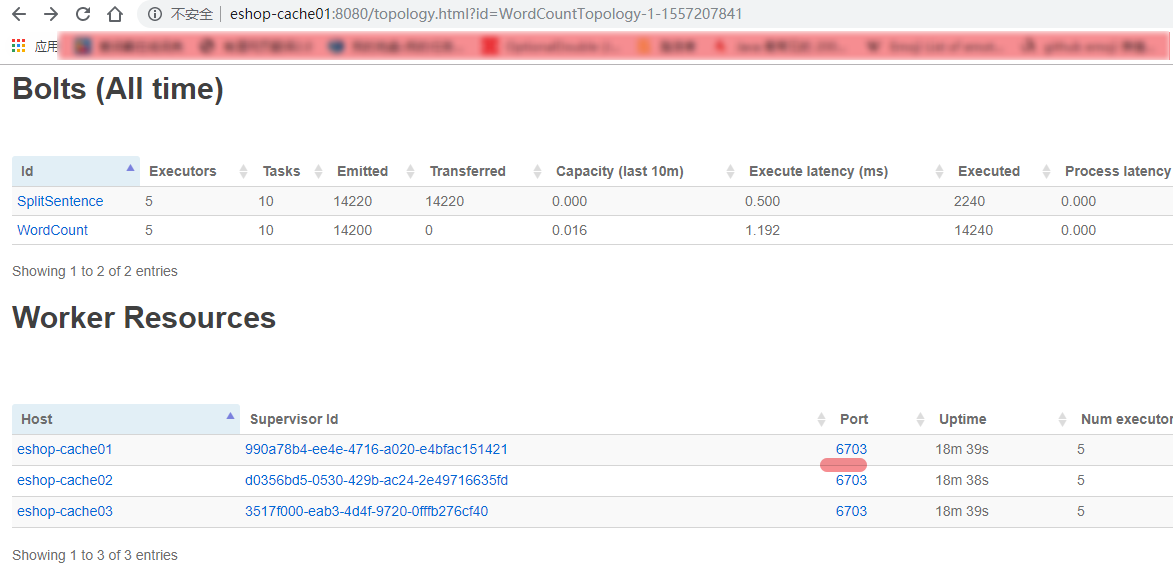 不安全 eshop-cache01:8080/topology.html?id=WordCountTopology-1-1557207841
应用
Bolts (All time)
Id Executors Tasks Emitted Transferred Capacity (last 10m) Execute latency (ms) Executed Process latency
SplitSentence 5 10 14220 14220 0.000 0.500 2240 0.000
WordCount 5 10 14200 0 0.016 1.192 14240 0.000
Showing 1 to 2 of 2 entries
Worker Resources
Host Supervisor Id Port Uptime Num executor
eshop-cache01 990a78b4-ee4e-4716-a020-e4bfac151421 6703 18m 39s 5
eshop-cache02 d0356bd5-0530-429b-ac24-2e49716635fd 6703 18m 38s 5
eshop-cache03 3517f000-eab3-4d4f-9720-0fffb276cf40 6703 18m 39s 5
Showing 1 to 3 of 3 entries